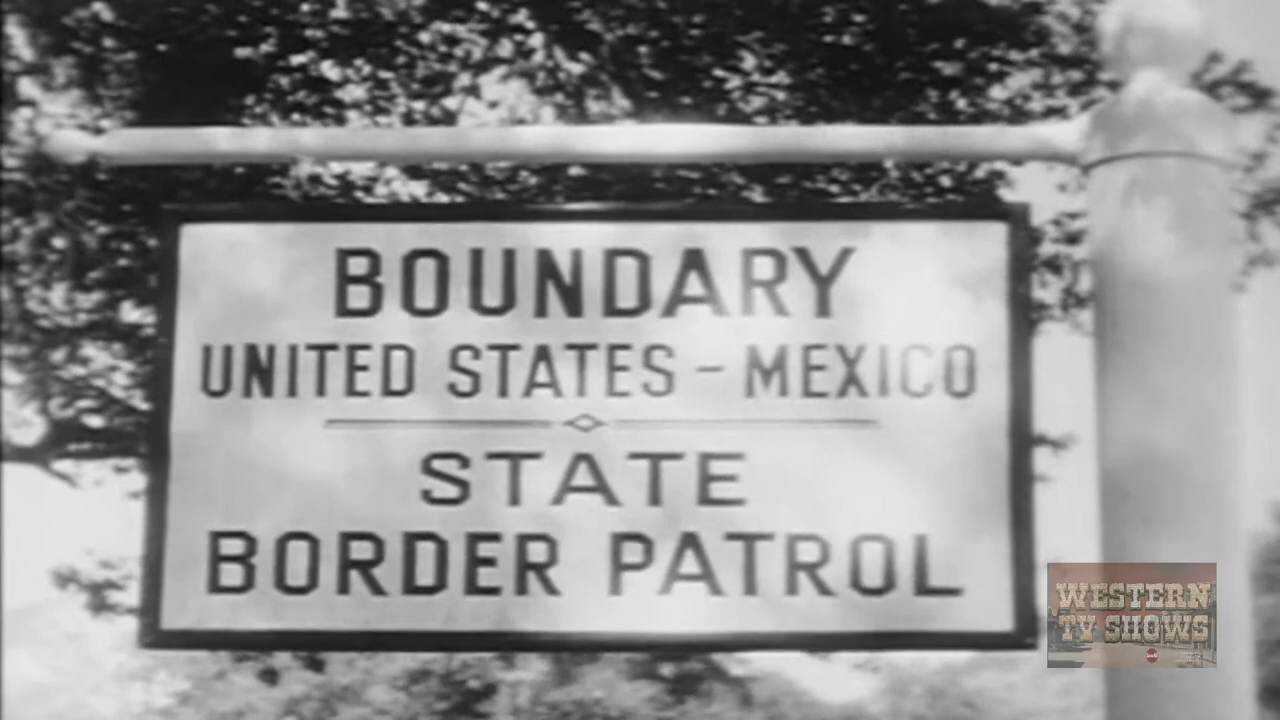 BOUNDARY
UNITED STATES - MEXICO
STATE
BORDER PATROL
WESTERN
TV SHOWS